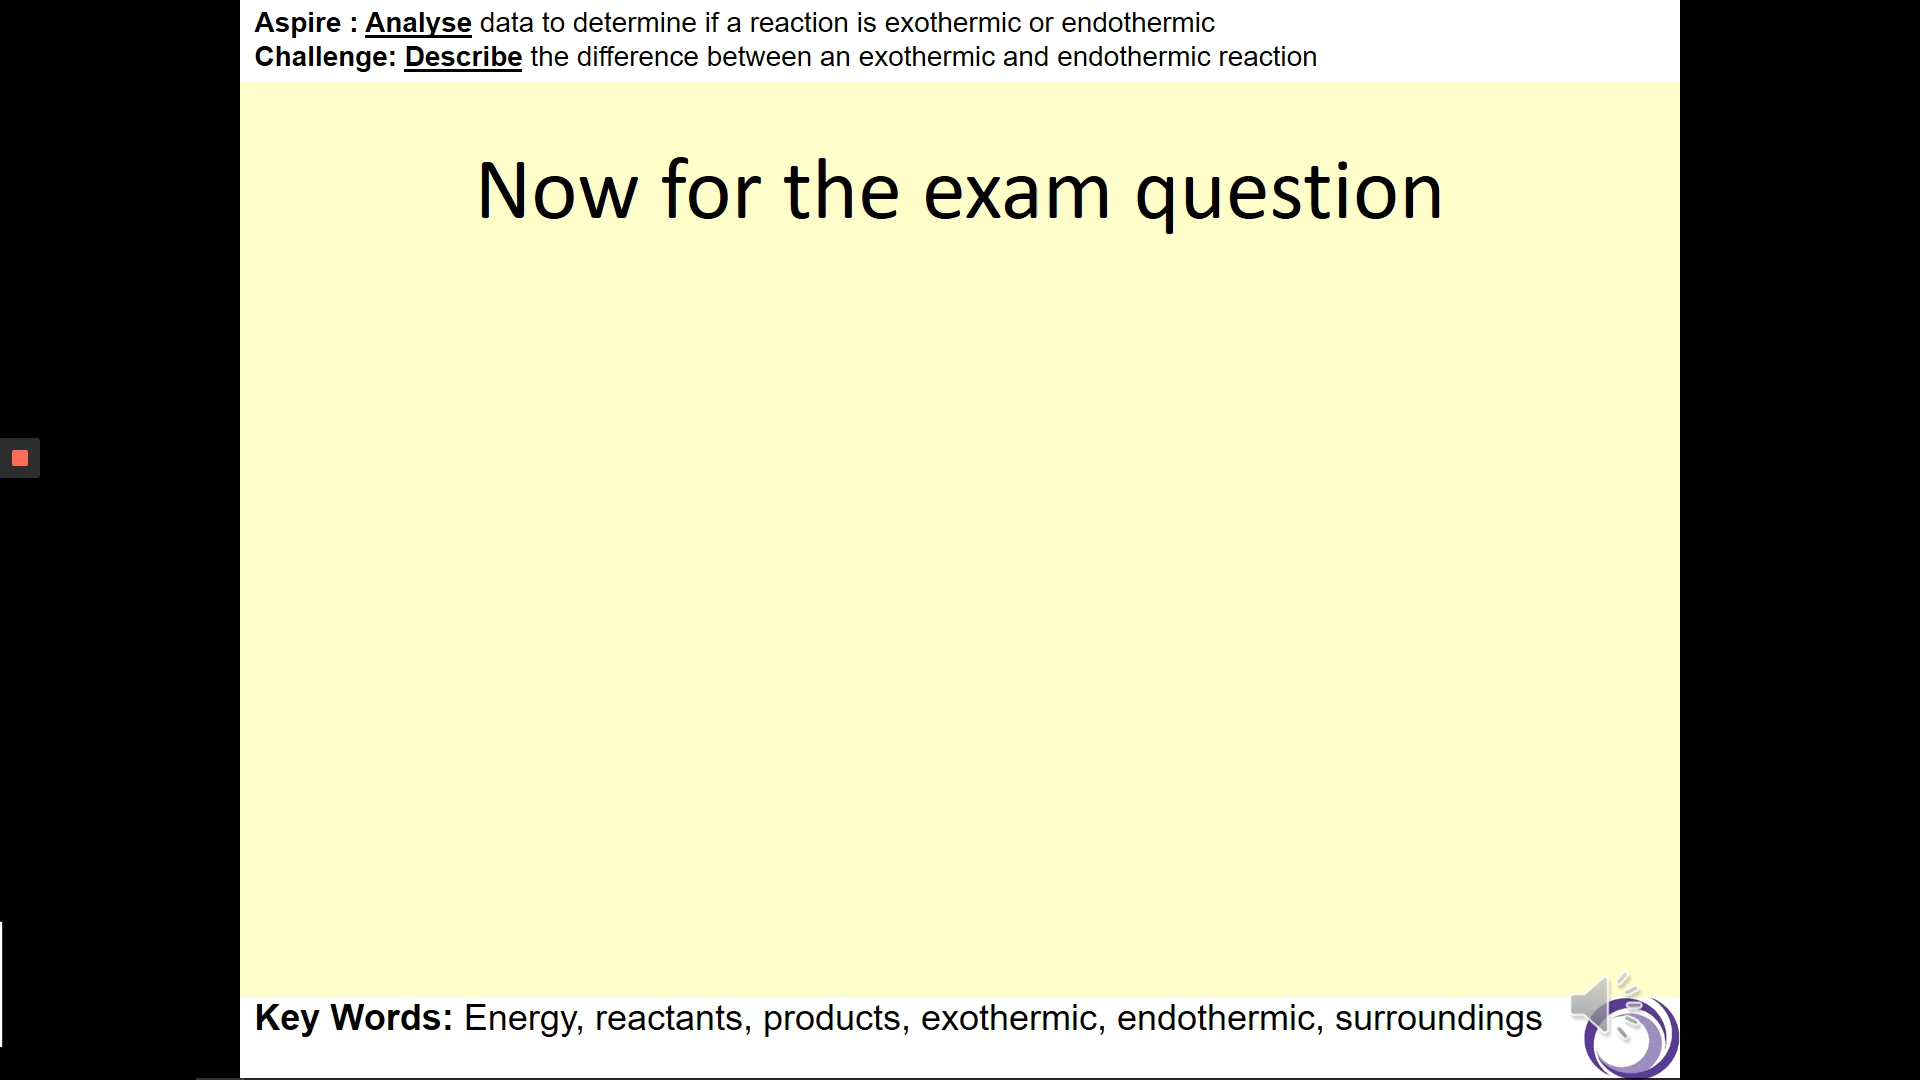 Aspire : Analyse data to determine if a reaction is exothermic or endothermic
Challenge: Describe the difference between an exothermic and endothermic reaction
Now for the exam question
Key Words: Energy, reactants, products, exothermic, endothermic, surroundings